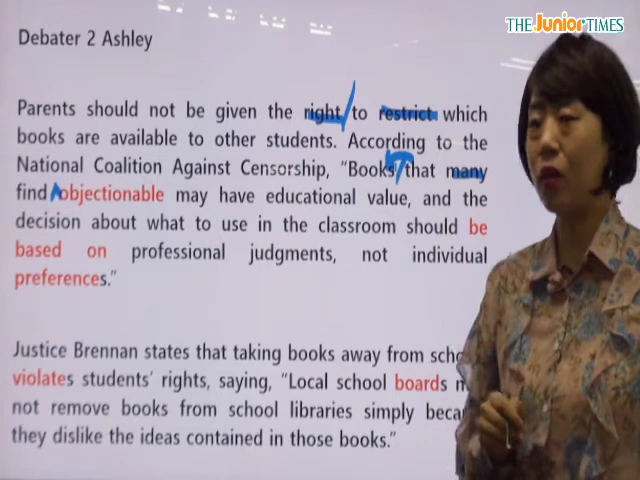 THE Junior TIMES
Debater 2 Ashley
Parents should not be given the right to restrict which
books are available to other students. According to the
National Coalition Against Censorship, "Books that many
find objectionable may have educational value, and the
decision about what to use in the classroom should be
based on professional judgments, not individual
preferences."
Justice Brennan states that taking books away from
violates students' rights, saying, "Local school boards
not remove books from school libraries simply
they dislike the ideas contained in those books."